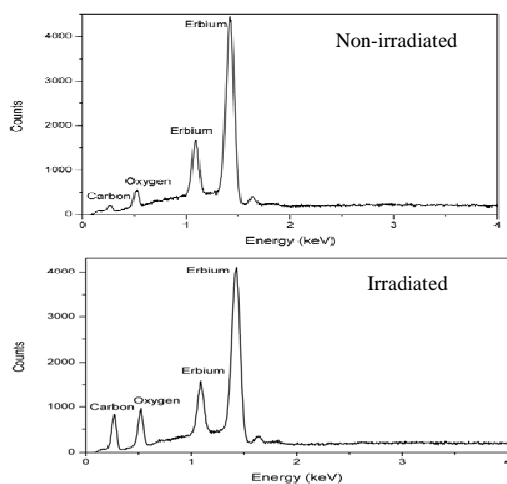 Non-irradiated
Erbium
4000
3000
Counts
2000
Erbium
1000
Oxygen
Carbon
0
0 1 2 3 4
Energy (keV)
Irradiated
4000
Erbium
3000
Counts
2000
Erbium
1000
Carbon Oxygen
0
0 1 2 3 4
Energy (keV)